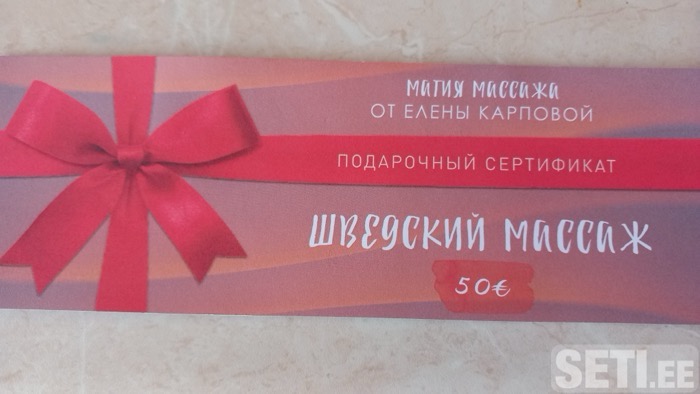 МАГИЯ МАССАЖА
ОТ ЕЛЕНЫ КАРПОВОЙ
ПОДАРОЧНЫЙ СЕРТИФИКАТ
ШВЕДСКИЙ МАССАЖ
50€
SETI.EE